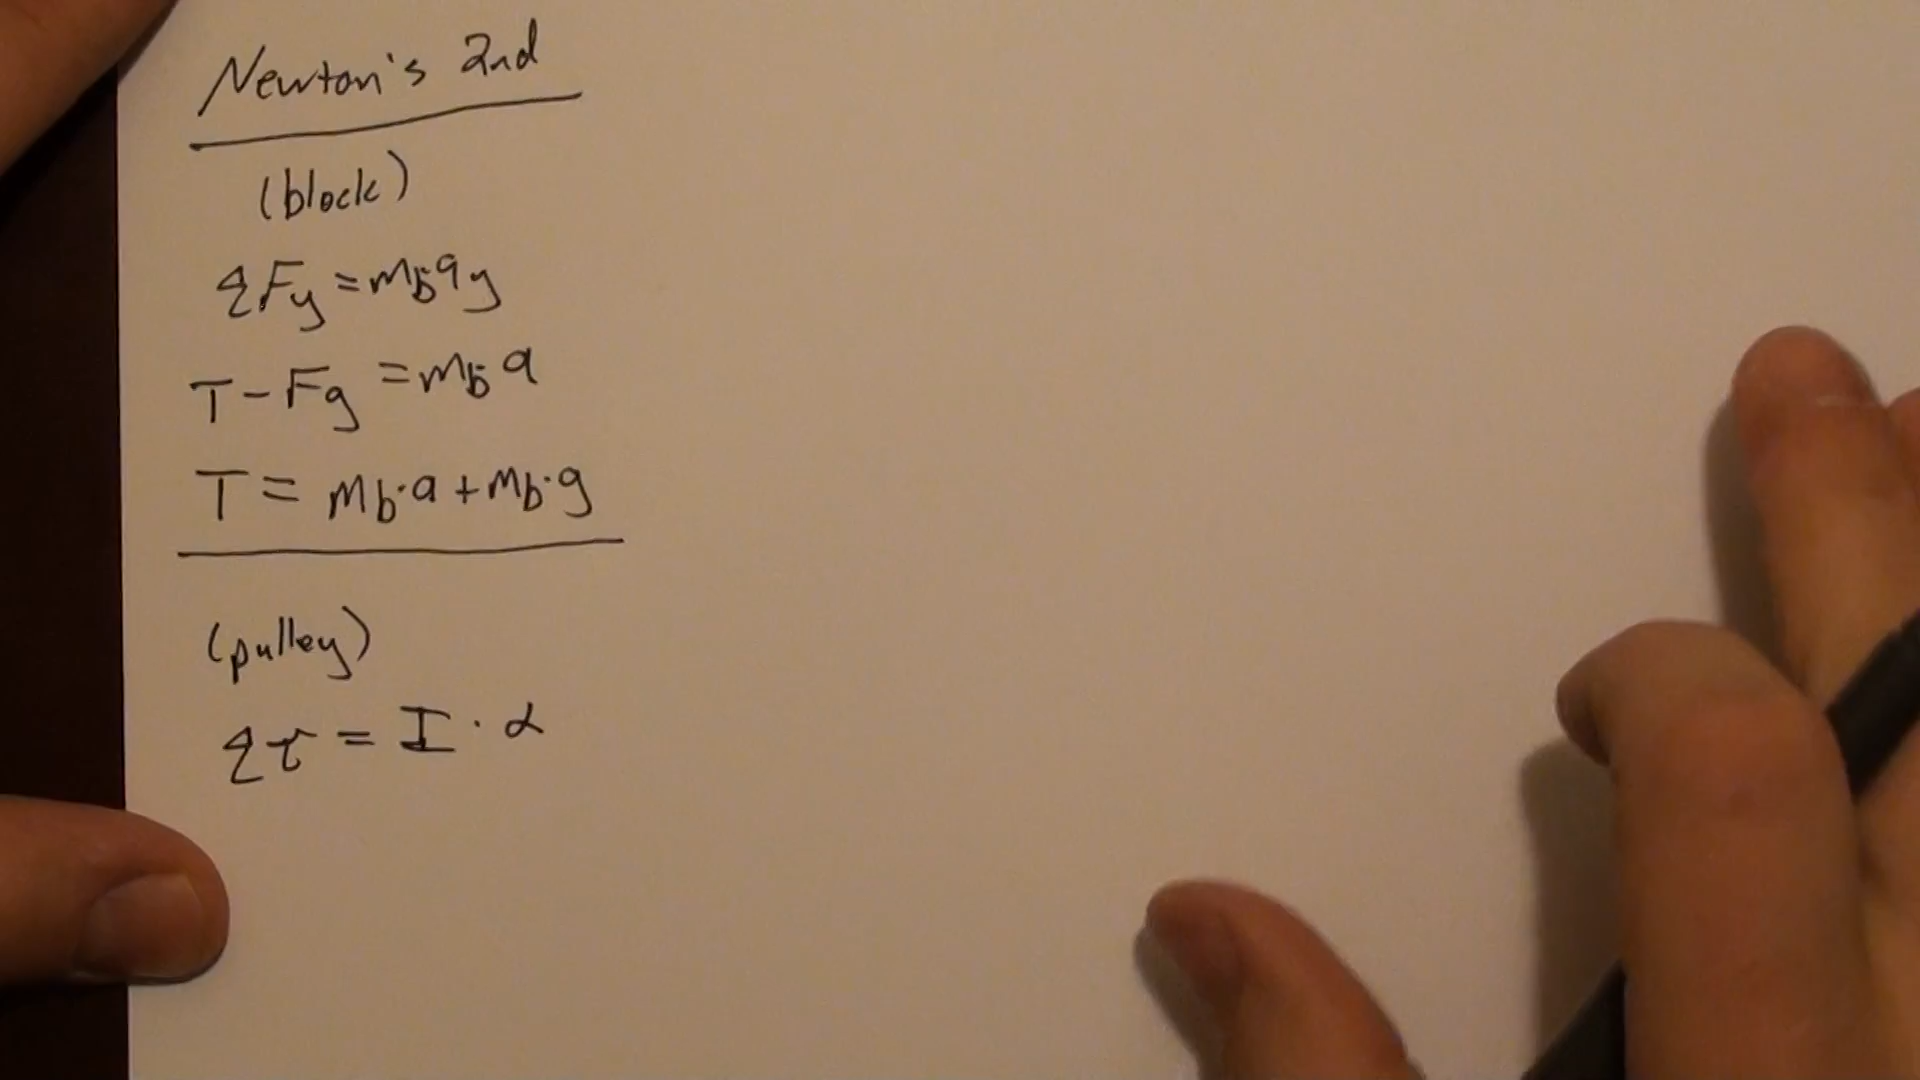 Newton's 2nd
(block)
ΣFy = mb ay
T - Fg = mb a
T = mb·a + mb·g
(pulley)
Στ = I · α